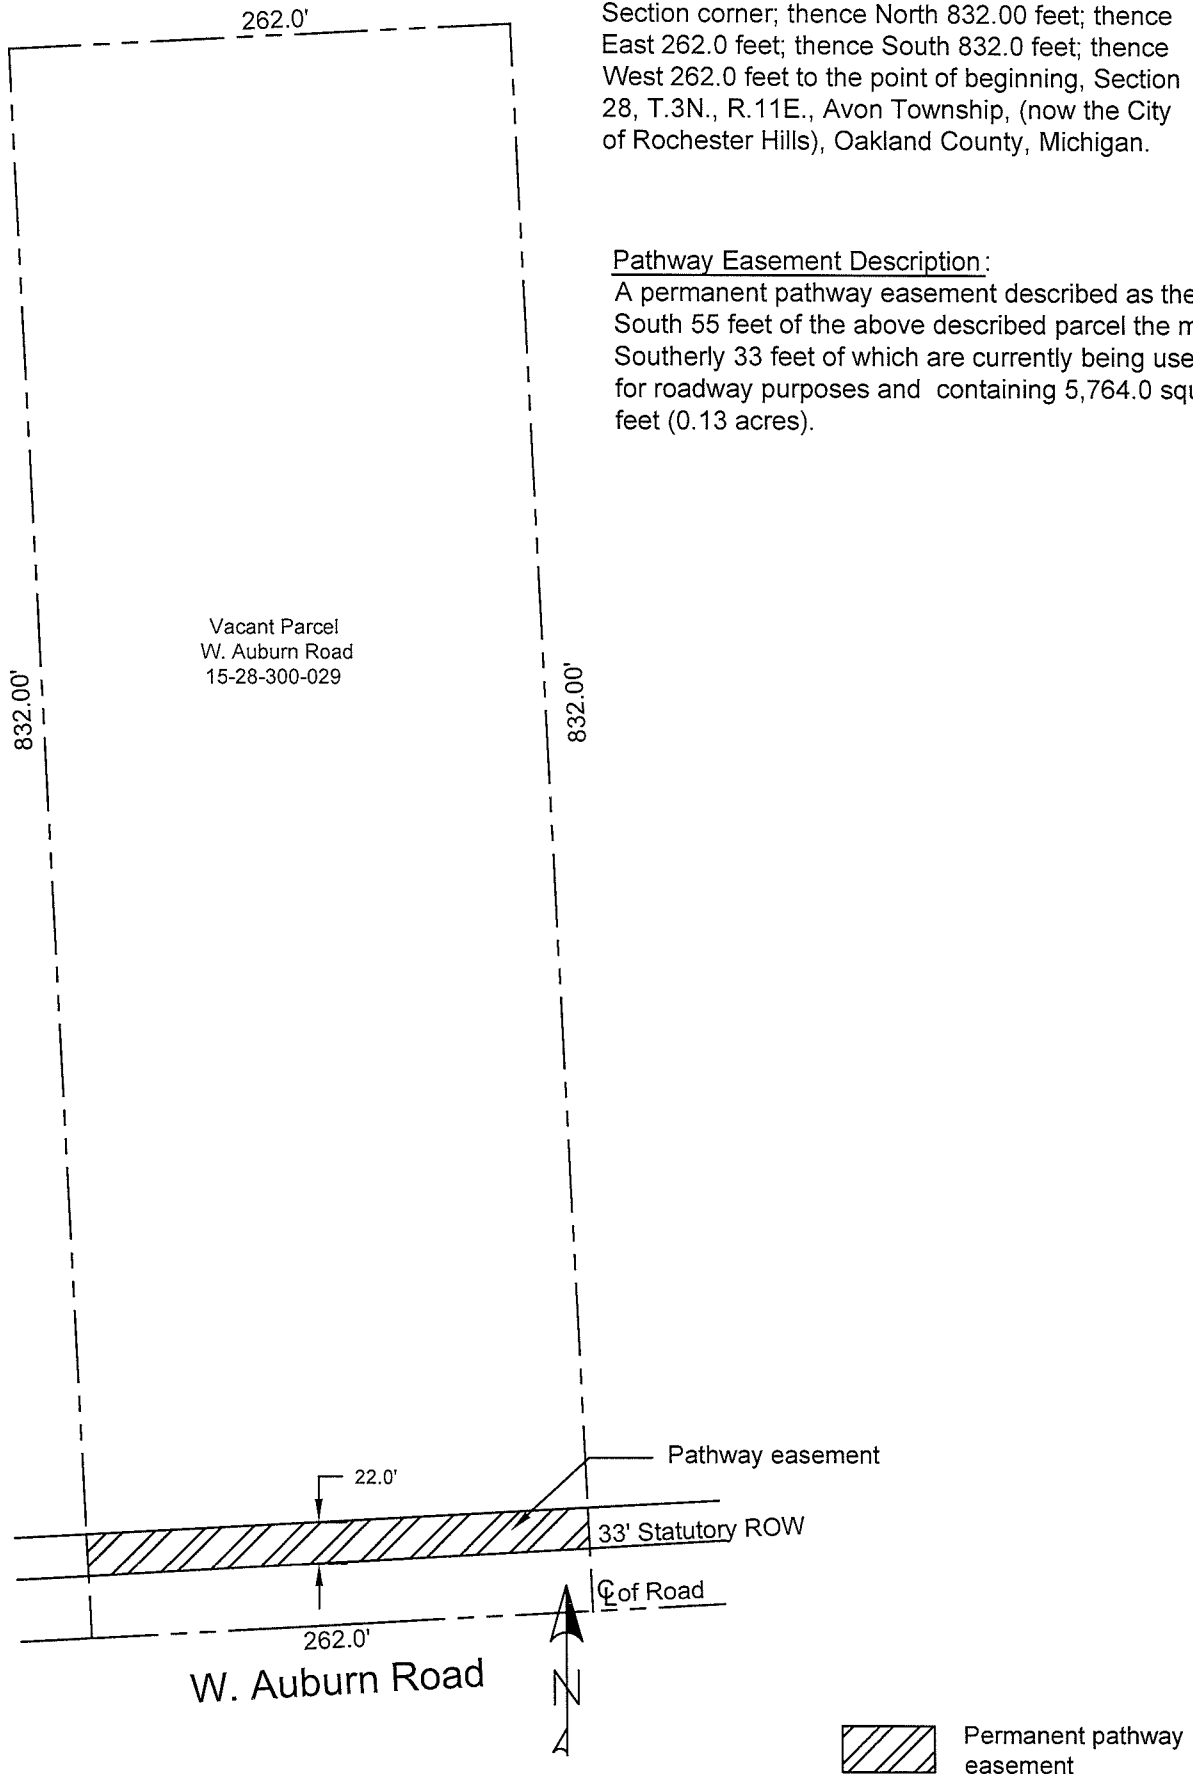 262.0'
Section corner; thence North 832.00 feet; thence
East 262.0 feet; thence South 832.0 feet; thence
West 262.0 feet to the point of beginning, Section
28, T.3N., R.11E., Avon Township, (now the City
of Rochester Hills), Oakland County, Michigan.
Pathway Easement Description:
A permanent pathway easement described as the
South 55 feet of the above described parcel the m
Southerly 33 feet of which are currently being use
for roadway purposes and containing 5,764.0 squ
feet (0.13 acres).
Vacant Parcel
W. Auburn Road
15-28-300-029
832.00'
832.00'
Pathway easement
22.0'
33' Statutory ROW
℄ of Road
262.0'
W. Auburn Road
N
Permanent pathway
easement